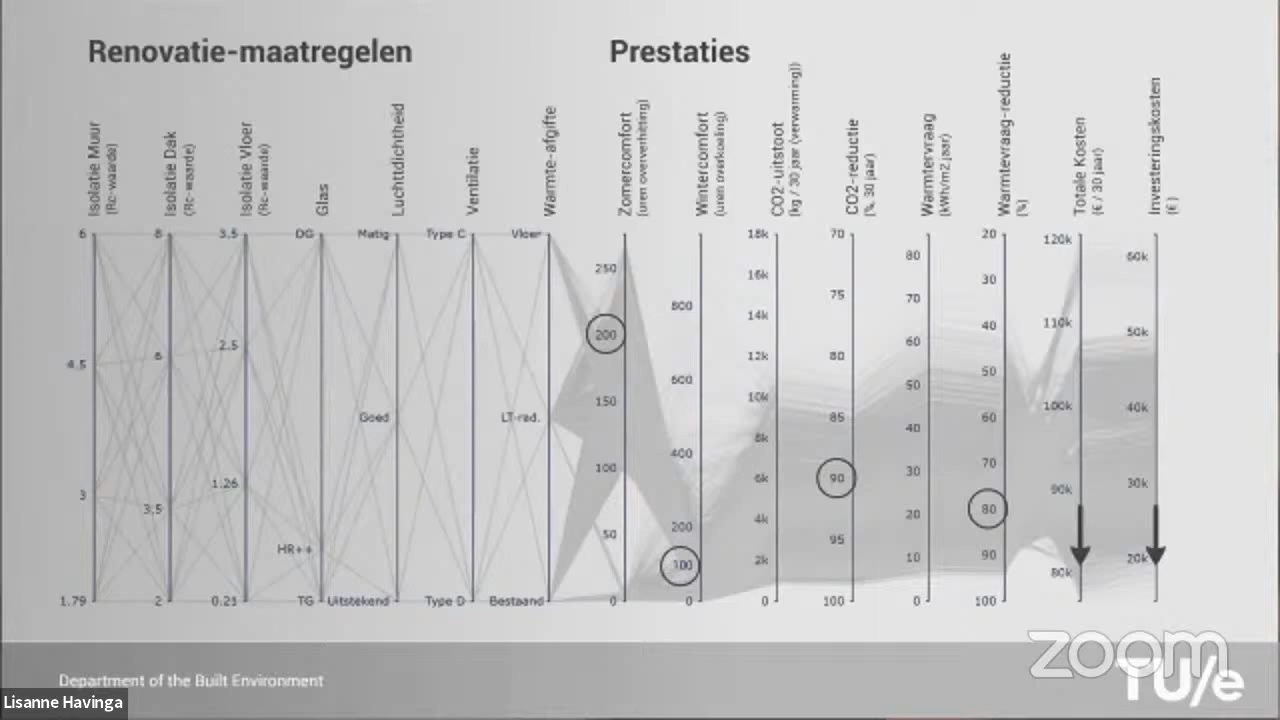 Renovatie-maatregelen
Prestaties
Isolatie Muur
(Rc-waarde)
Isolatie Dak
(Rc-waarde)
Isolatie Vloer
(Rc-waarde)
Glas
Luchtdichtheid
Ventilatie
Warmte-afgifte
Zomercomfort
(uren oververhitting)
Wintercomfort
(uren overkoeling)
CO2-uitstoot
(kg / 30 jaar (verwarming))
CO2-reductie
(%, 30 jaar)
Warmtervraag
(kWh/m2.jaar)
Warmtevraag-reductie
(%)
Totale Kosten
(€ / 30 jaar)
Investeringskosten
(€)
6
4.5
3
1.79
8
6
3.5
2
3.5
2.5
1.26
0.21
DG
HR++
TG
Matig
Goed
Uitstekend
Type C
Type D
Vloer
LT-rad.
Bestaand
250
200
150
100
50
0
800
600
400
200
100
0
18k
16k
14k
12k
10k
8k
6k
4k
2k
0
70
75
80
85
90
95
100
80
70
60
50
40
30
20
10
0
20
30
40
50
60
70
80
90
100
120k
110k
100k
90k
80k
60k
50k
40k
30k
20k
Department of the Built Environment
Lisanne Havinga
zoom
TU/e